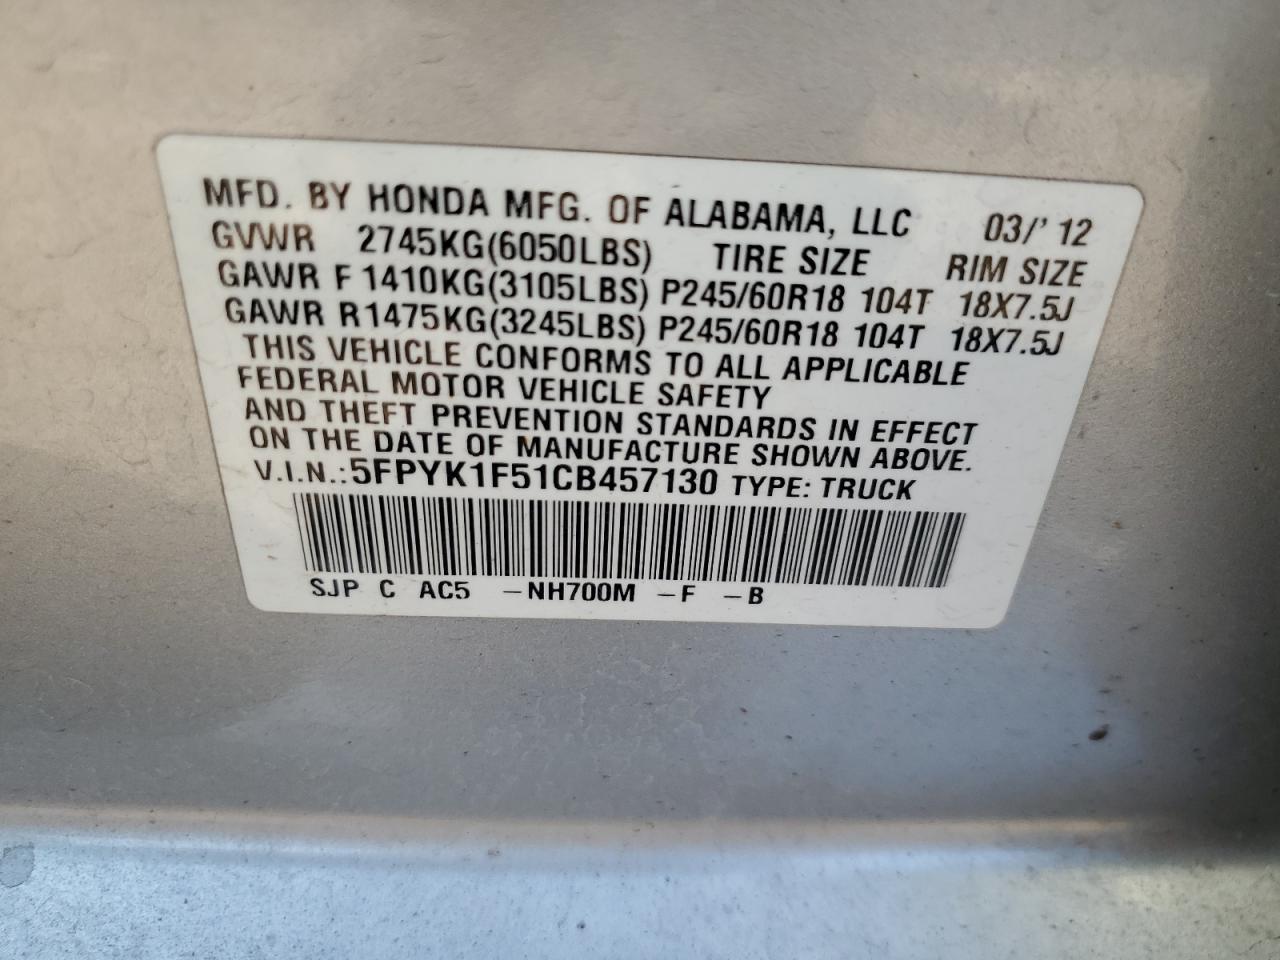 MFD. BY HONDA MFG. OF ALABAMA, LLC 03/' 12
GVWR 2745KG(6050LBS) TIRE SIZE RIM SIZE
GAWR F 1410KG(3105LBS) P245/60R18 104T 18X7.5J
GAWR R 1475KG(3245LBS) P245/60R18 104T 18X7.5J
THIS VEHICLE CONFORMS TO ALL APPLICABLE
FEDERAL MOTOR VEHICLE SAFETY
AND THEFT PREVENTION STANDARDS IN EFFECT
ON THE DATE OF MANUFACTURE SHOWN ABOVE.
V.I.N.:5FPYK1F51CB457130 TYPE: TRUCK
SJP C AC5 –NH700M –F –B